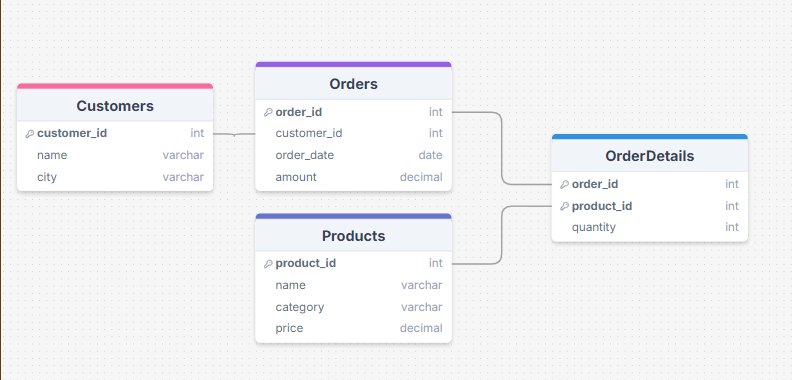 Customers
customer_id int
name varchar
city varchar
Orders
order_id int
customer_id int
order_date date
amount decimal
Products
product_id int
name varchar
category varchar
price decimal
OrderDetails
order_id int
product_id int
quantity int